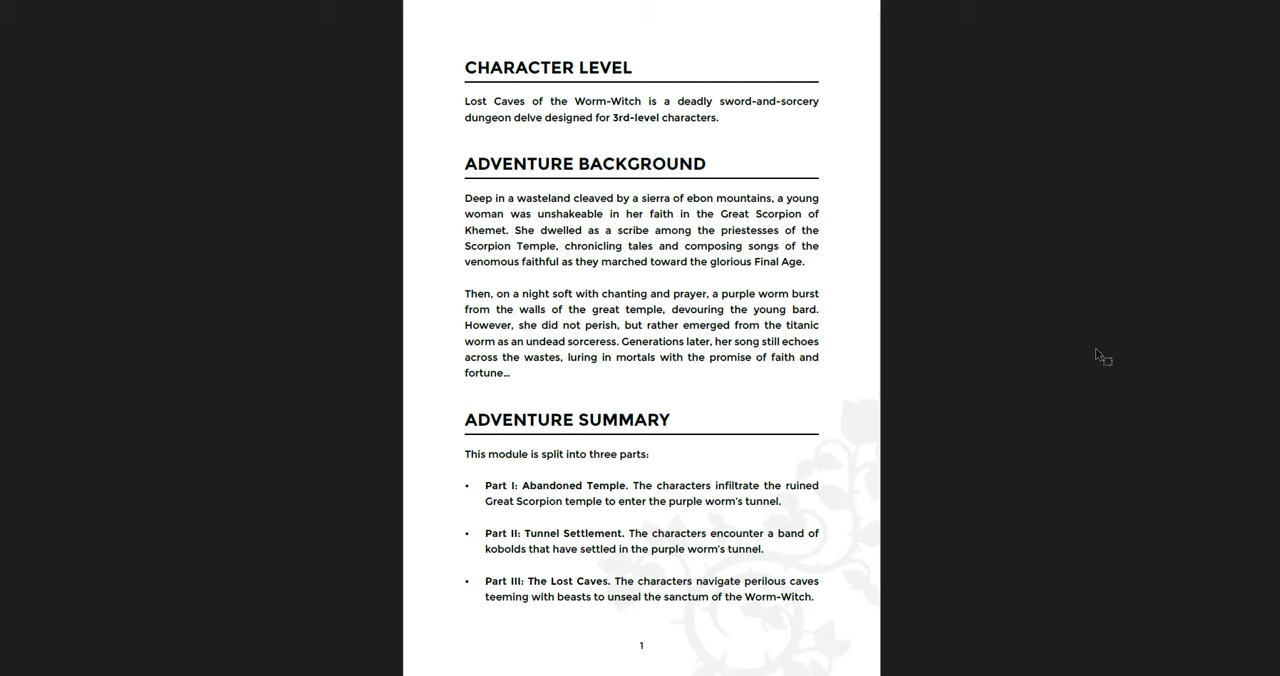 CHARACTER LEVEL
Lost Caves of the Worm-Witch is a deadly sword-and-sorcery
dungeon delve designed for 3rd-level characters.
ADVENTURE BACKGROUND
Deep in a wasteland cleaved by a sierra of ebon mountains, a young
woman was unshakeable in her faith in the Great Scorpion of
Khemet. She dwelled as a scribe among the priestesses of the
Scorpion Temple, chronicling tales and composing songs of the
venomous faithful as they marched toward the glorious Final Age.
Then, on a night soft with chanting and prayer, a purple worm burst
from the walls of the great temple, devouring the young bard.
However, she did not perish, but rather emerged from the titanic
worm as an undead sorceress. Generations later, her song still echoes
across the wastes, luring in mortals with the promise of faith and
fortune…
ADVENTURE SUMMARY
This module is split into three parts:
• Part I: Abandoned Temple. The characters infiltrate the ruined
Great Scorpion temple to enter the purple worm's tunnel.
• Part II: Tunnel Settlement. The characters encounter a band of
kobolds that have settled in the purple worm's tunnel.
• Part III: The Lost Caves. The characters navigate perilous caves
teeming with beasts to unseal the sanctum of the Worm-Witch.
1